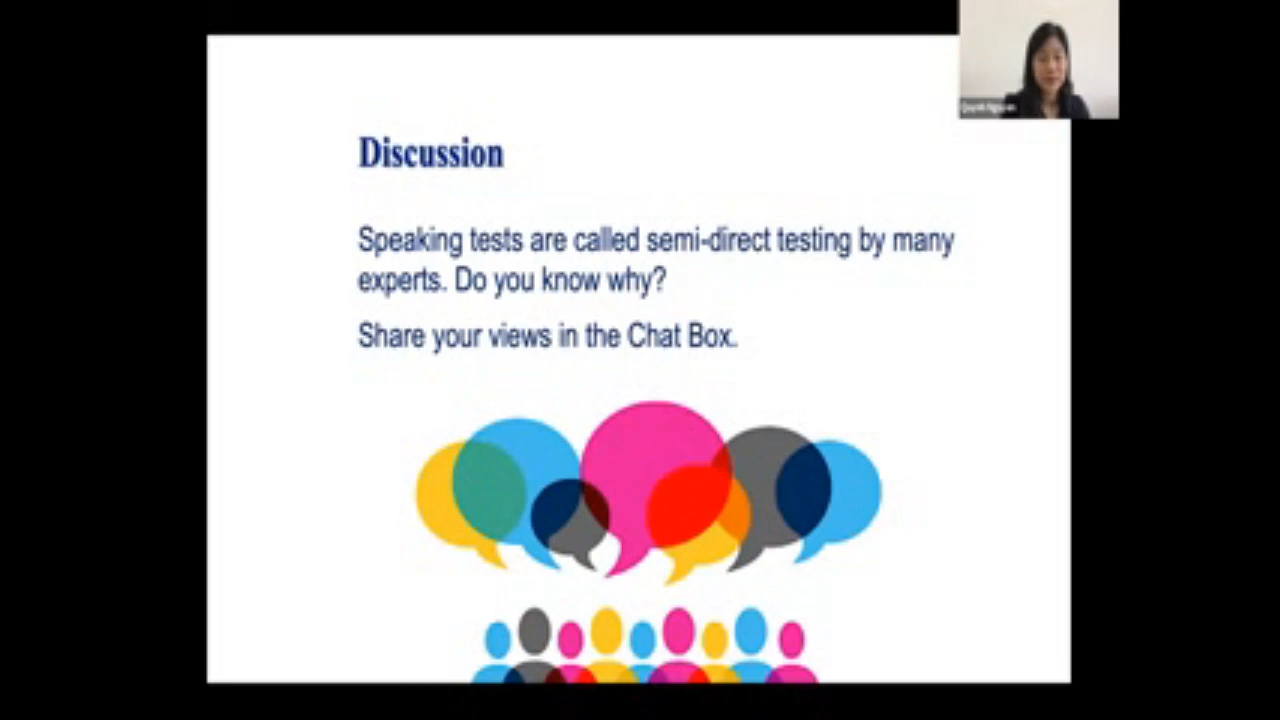 Discussion
Speaking tests are called semi-direct testing by many
experts. Do you know why?
Share your views in the Chat Box.